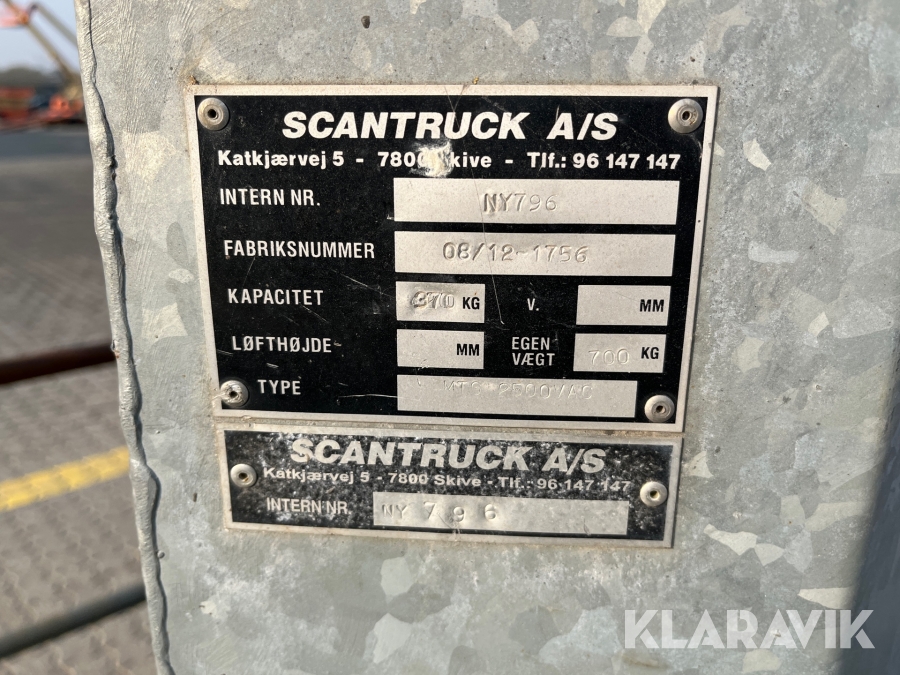 SCANTRUCK A/S
Katkjærvej 5 - 7800 Skive - Tlf.: 96 147 147
INTERN NR. NY796
FABRIKSNUMMER 08/12-1756
KAPACITET 370 KG V. MM
LØFTHØJDE MM EGEN VÆGT 700 KG
TYPE
SCANTRUCK A/S
Katkjærvej 5 - 7800 Skive - Tlf.: 96 147 147
INTERN NR. NY 796
KLARAVIK